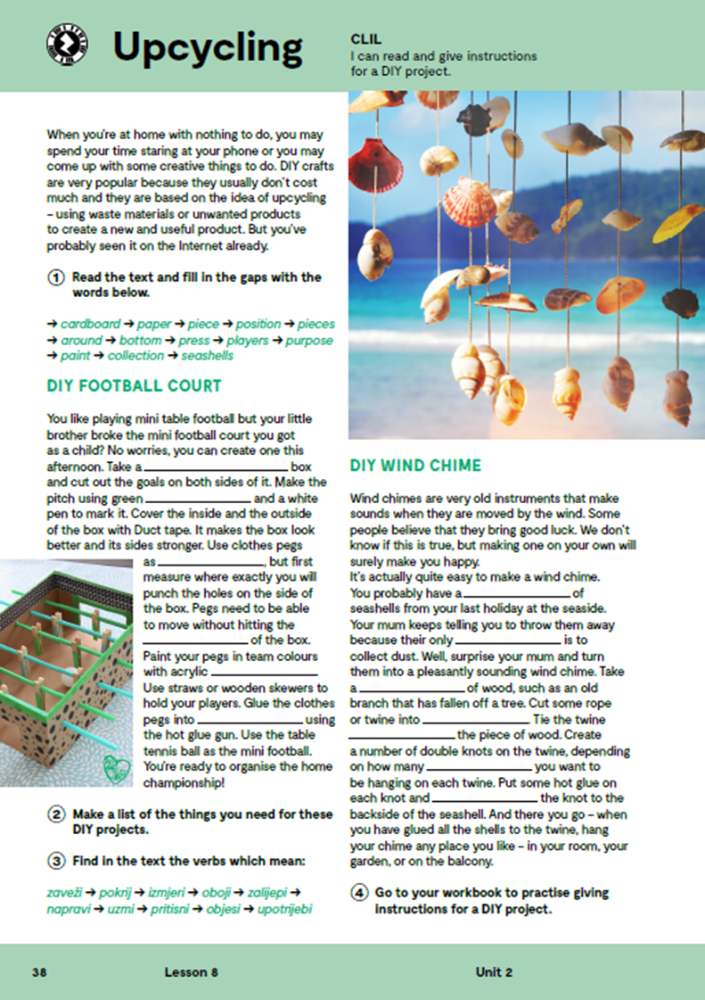 Upcycling
CLIL
I can read and give instructions
for a DIY project.
When you're at home with nothing to do, you may
spend your time staring at your phone or you may
come up with some creative things to do. DIY crafts
are very popular because they usually don't cost
much and they are based on the idea of upcycling
– using waste materials or unwanted products
to create a new and useful product. But you've
probably seen it on the Internet already.
1 Read the text and fill in the gaps with the
words below.
→ cardboard → paper → piece → position → pieces
→ around → bottom → press → players → purpose
→ paint → collection → seashells
DIY FOOTBALL COURT
You like playing mini table football but your little
brother broke the mini football court you got
as a child? No worries, you can create one this
afternoon. Take a ____________ box
and cut out the goals on both sides of it. Make the
pitch using green ____________ and a white
pen to mark it. Cover the inside and the outside
of the box with Duct tape. It makes the box look
better and its sides stronger. Use clothes pegs
as ____________, but first
measure where exactly you will
punch the holes on the side of
the box. Pegs need to be able
to move without hitting the
____________ of the box.
Paint your pegs in team colours
with acrylic ____________
Use straws or wooden skewers to
hold your players. Glue the clothes
pegs into ____________ using
the hot glue gun. Use the table
tennis ball as the mini football.
You're ready to organise the home
championship!
2 Make a list of the things you need for these
DIY projects.
3 Find in the text the verbs which mean:
zaveži → pokrij → izmjeri → oboji → zalijepi →
napravi → uzmi → pritisni → objesi → upotrijebi
DIY WIND CHIME
Wind chimes are very old instruments that make
sounds when they are moved by the wind. Some
people believe that they bring good luck. We don't
know if this is true, but making one on your own will
surely make you happy.
It's actually quite easy to make a wind chime.
You probably have a ____________ of
seashells from your last holiday at the seaside.
Your mum keeps telling you to throw them away
because their only ____________ is to
collect dust. Well, surprise your mum and turn
them into a pleasantly sounding wind chime. Take
a ____________ of wood, such as an old
branch that has fallen off a tree. Cut some rope
or twine into ____________. Tie the twine
____________ the piece of wood. Create
a number of double knots on the twine, depending
on how many ____________ you want to
be hanging on each twine. Put some hot glue on
each knot and ____________ the knot to the
backside of the seashell. And there you go – when
you have glued all the shells to the twine, hang
your chime any place you like – in your room, your
garden, or on the balcony.
4 Go to your workbook to practise giving
instructions for a DIY project.
38
Lesson 8
Unit 2